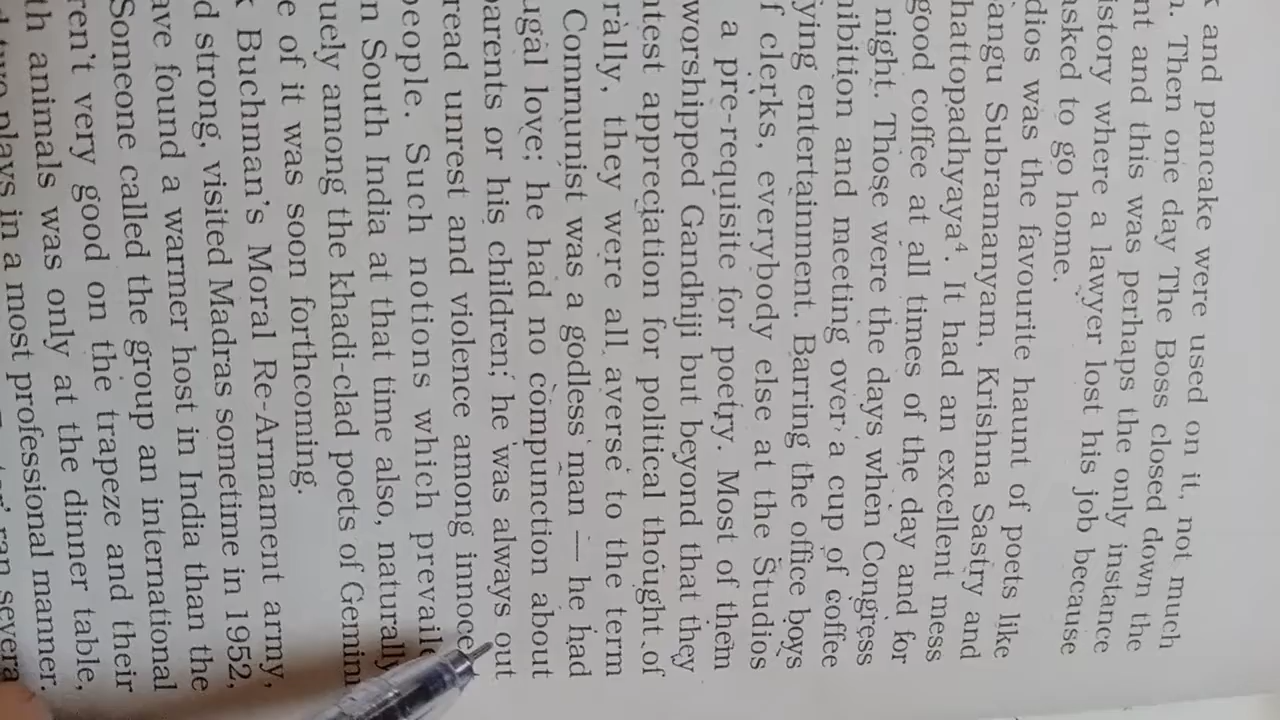 and pancake were used on it, not much
Then one day The Boss closed down the
nt and this was perhaps the only instance
istory where a lawyer lost his job because
asked to go home.
dios was the favourite haunt of poets like
angu Subramanyam, Krishna Sastry and
hattopadhyaya⁴. It had an excellent mess
good coffee at all times of the day and for
night. Those were the days when Congress
ibition and meeting over a cup of coffee
ying entertainment. Barring the office boys
f clerks, everybody else at the Studios
a pre-requisite for poetry. Most of them
worshipped Gandhiji but beyond that they
ntest appreciation for political thought of
rally, they were all averse to the term
Communist was a godless man — he had
ugal love; he had no compunction about
parents or his children; he was always out
read unrest and violence among innoce
people. Such notions which prevaile
n South India at that time also, naturally
uely among the khadi-clad poets of Gemini
e of it was soon forthcoming.
k Buchman's Moral Re-Armament army,
d strong, visited Madras sometime in 1952,
ave found a warmer host in India than the
Someone called the group an international
ren't very good on the trapeze and their
th animals was only at the dinner table,
two plays in a most professional manner.
ran severa